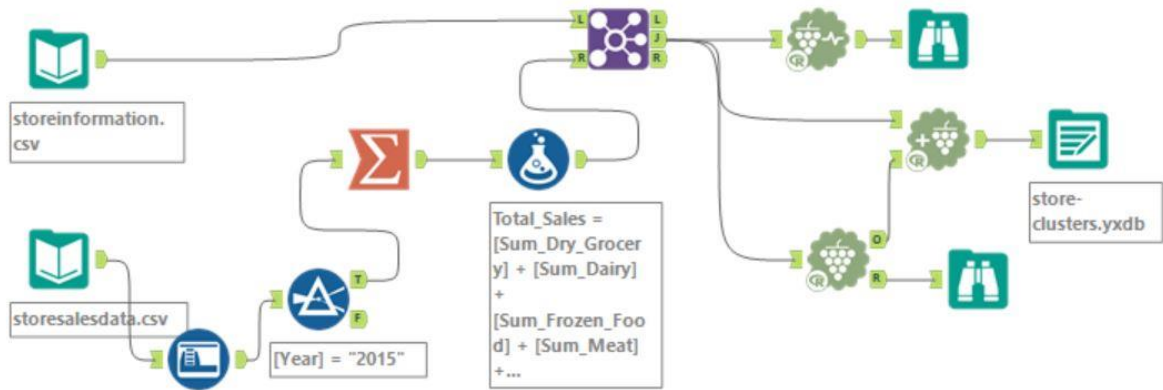 L
R
L
J
R
storeinformation.
csv
Total_Sales =
[Sum_Dry_Grocer
y] + [Sum_Dairy]
+
[Sum_Frozen_Foo
d] + [Sum_Meat]
+...
store-
clusters.yxdb
storesalesdata.csv
T
F
[Year] = "2015"
O
R
R
R
R